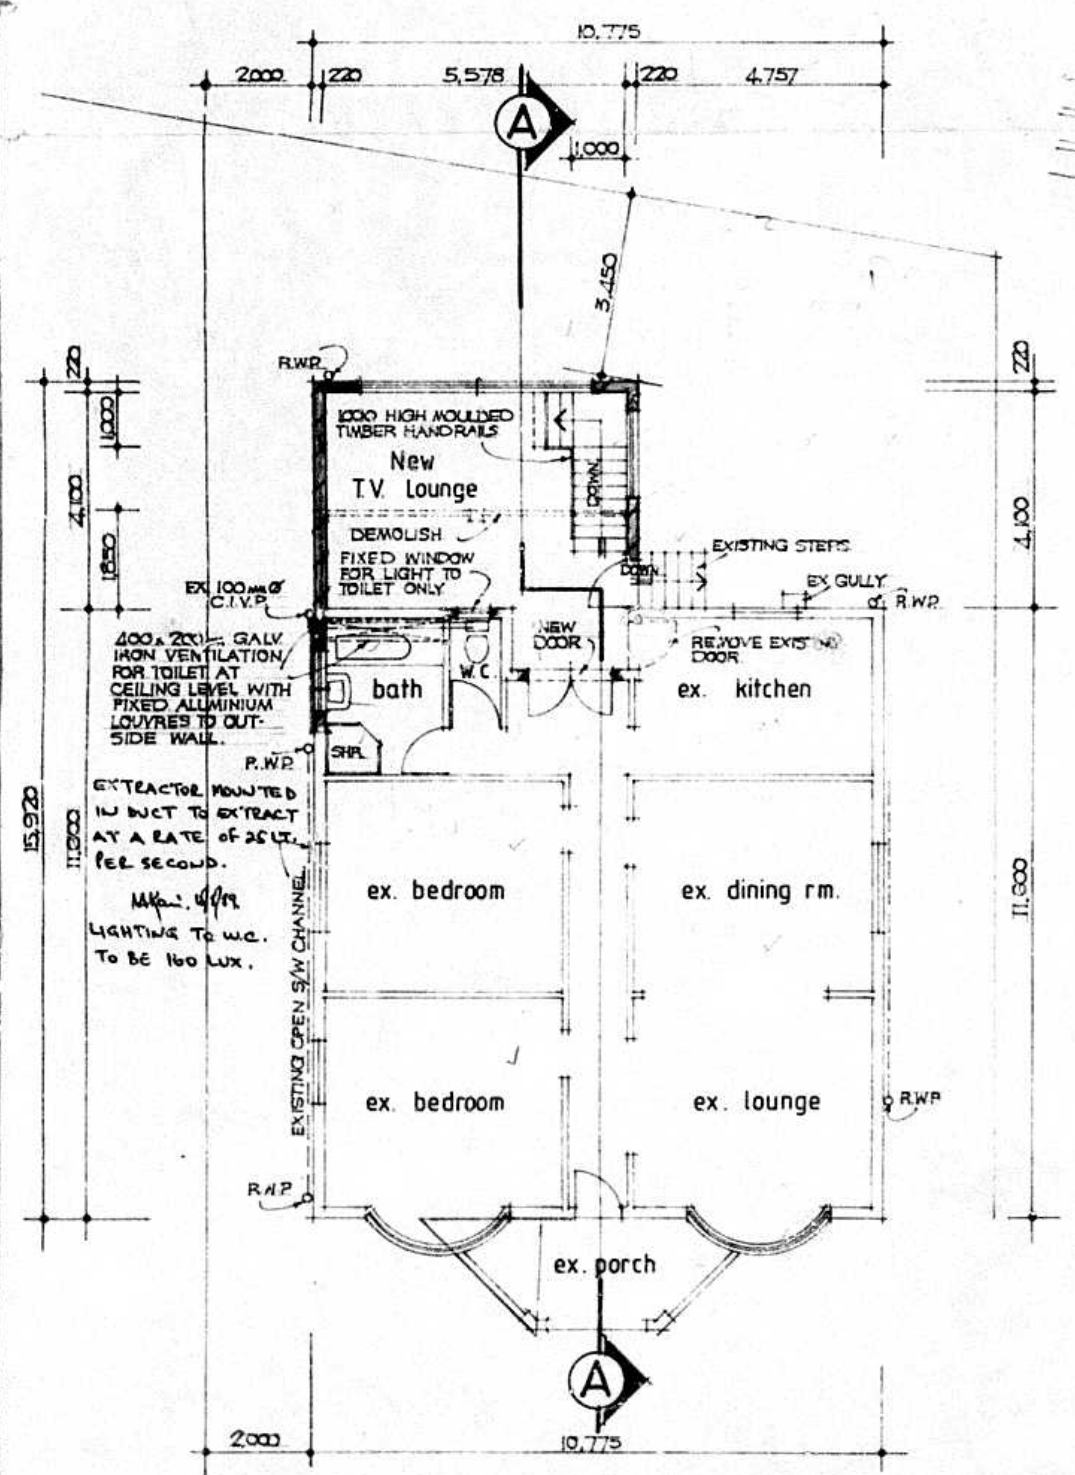 10,775
2,000
220
5,578
220
4,757
A
1,000
3,450
R.W.P.
220
220
1,000
4,100
1,850
4,100
1000 HIGH MOULDED
TIMBER HANDRAILS
New
T.V. Lounge
DOWN
DEMOLISH
FIXED WINDOW
FOR LIGHT TO
TOILET ONLY
EXISTING STEPS
DOWN
EX. GULLY
R.W.P.
EX. 100mm Ø
C.I.V.P.
400 x 200 GALV.
IRON VENTILATION
FOR TOILET AT
CEILING LEVEL WITH
FIXED ALUMINIUM
LOUVRES TO OUT-
SIDE WALL.
NEW
DOOR
REMOVE EXISTING
DOOR
W.C.
bath
ex. kitchen
SHR.
R.W.P.
EXTRACTOR MOUNTED
IN DUCT TO EXTRACT
AT A RATE OF 25 LT.
PER SECOND.
LIGHTING TO W.C.
TO BE 160 LUX.
15,920
11,800
11,800
EXISTING OPEN S/W CHANNEL
ex. bedroom
ex. dining rm.
ex. bedroom
ex. lounge
R.W.P.
R.W.P.
ex. porch
A
2,000
10,775